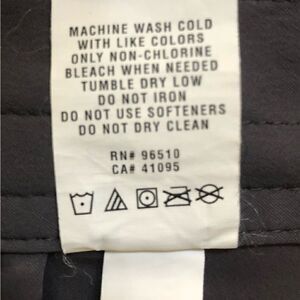 MACHINE WASH COLD
WITH LIKE COLORS
ONLY NON-CHLORINE
BLEACH WHEN NEEDED
TUMBLE DRY LOW
DO NOT IRON
DO NOT USE SOFTENERS
DO NOT DRY CLEAN
RN# 96510
CA# 41095